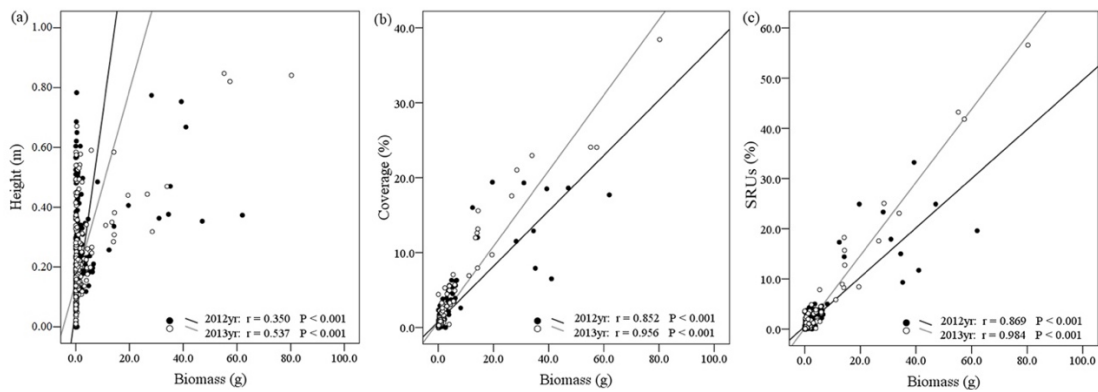 (a)
1.00
0.80
0.60
0.40
0.20
0.00
Height (m)
2012yr: r = 0.350 P < 0.001
2013yr: r = 0.537 P < 0.001
0.0 20.0 40.0 60.0 80.0 100.0
Biomass (g)
(b)
40.0
30.0
20.0
10.0
0.0
Coverage (%)
2012yr: r = 0.852 P < 0.001
2013yr: r = 0.956 P < 0.001
0.0 20.0 40.0 60.0 80.0 100.0
Biomass (g)
(c)
60.0
50.0
40.0
30.0
20.0
10.0
0.0
SRUs (%)
2012yr: r = 0.869 P < 0.001
2013yr: r = 0.984 P < 0.001
0.0 20.0 40.0 60.0 80.0 100.0
Biomass (g)